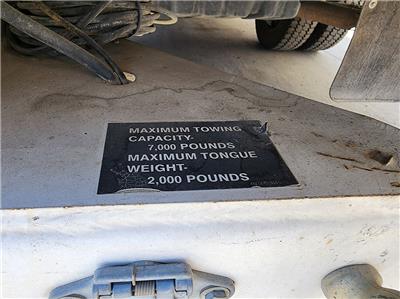 MAXIMUM TOWING
CAPACITY-
7,000 POUNDS
MAXIMUM TONGUE
WEIGHT-
2,000 POUNDS